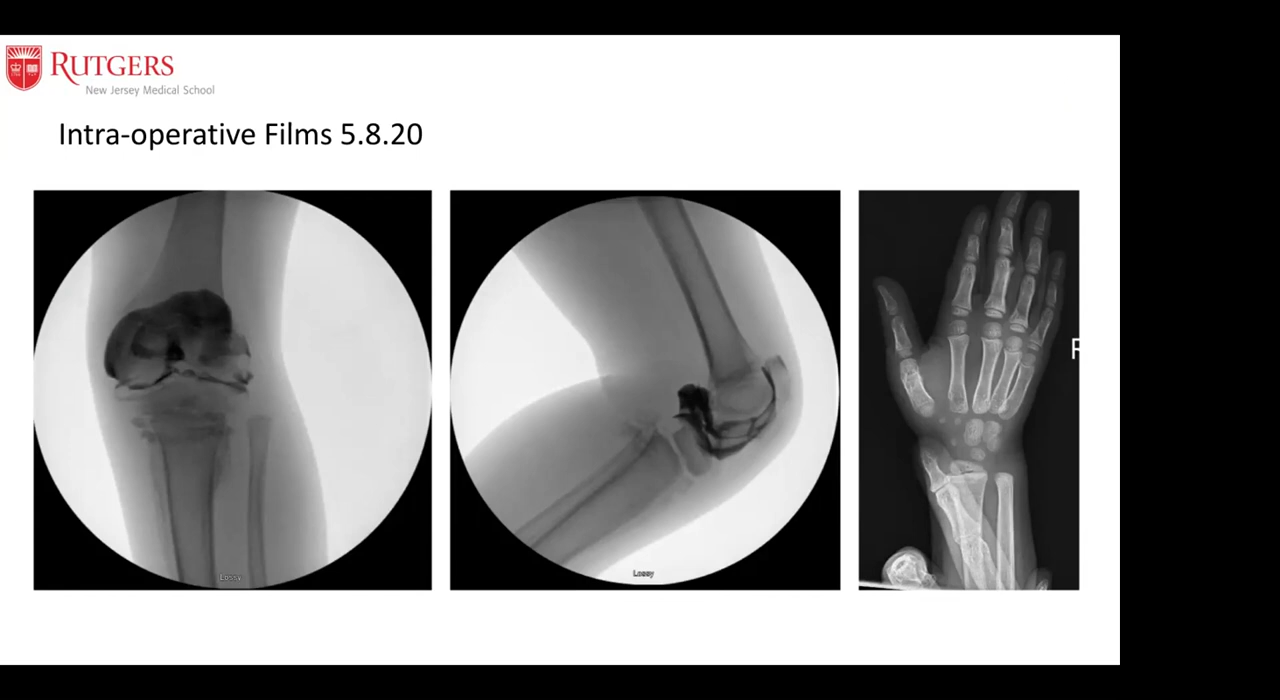 RUTGERS
New Jersey Medical School
Intra-operative Films 5.8.20
Lossy
Lossy
R